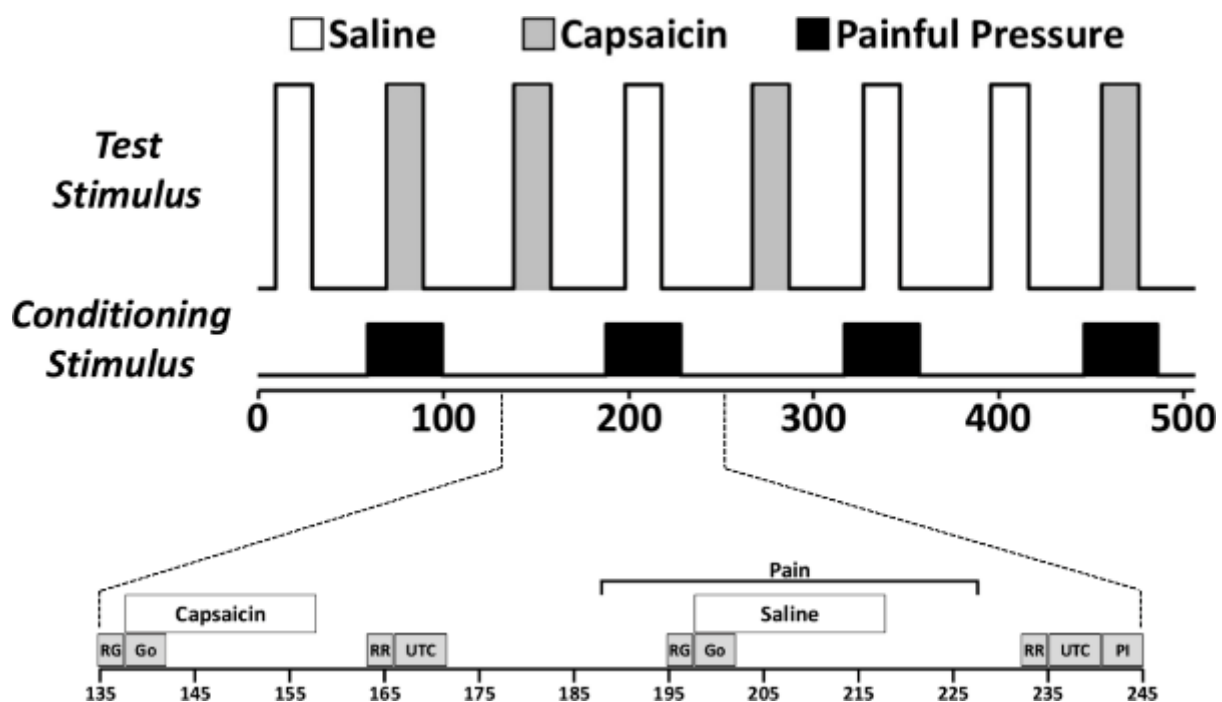 Saline Capsaicin Painful Pressure
Test
Stimulus
Conditioning
Stimulus
0 100 200 300 400 500
Pain
Capsaicin Saline
RG Go RR UTC RG Go RR UTC PI
135 145 155 165 175 185 195 205 215 225 235 245